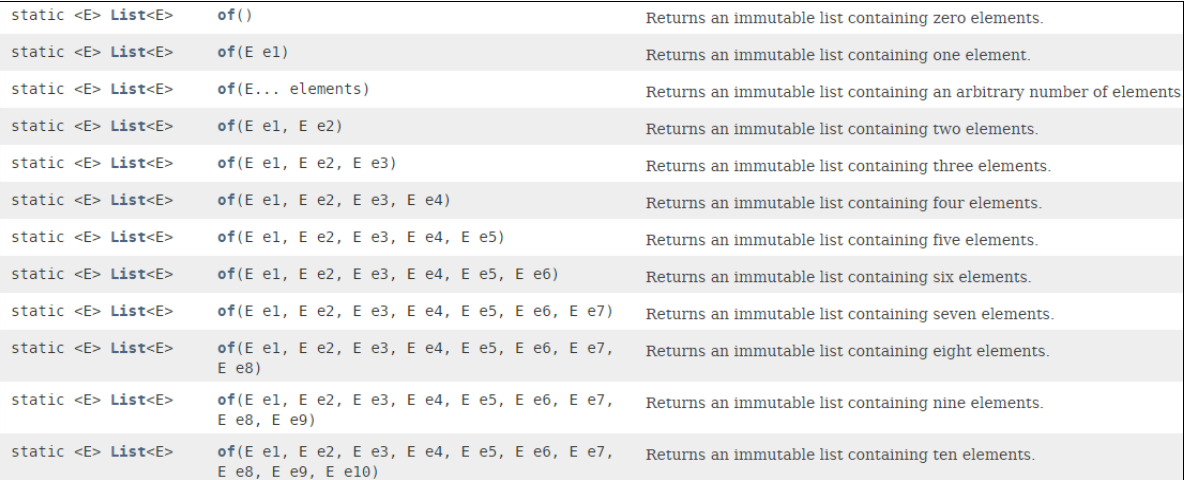 static <E> List<E> of() Returns an immutable list containing zero elements.
static <E> List<E> of(E e1) Returns an immutable list containing one element.
static <E> List<E> of(E... elements) Returns an immutable list containing an arbitrary number of elements
static <E> List<E> of(E e1, E e2) Returns an immutable list containing two elements.
static <E> List<E> of(E e1, E e2, E e3) Returns an immutable list containing three elements.
static <E> List<E> of(E e1, E e2, E e3, E e4) Returns an immutable list containing four elements.
static <E> List<E> of(E e1, E e2, E e3, E e4, E e5) Returns an immutable list containing five elements.
static <E> List<E> of(E e1, E e2, E e3, E e4, E e5, E e6) Returns an immutable list containing six elements.
static <E> List<E> of(E e1, E e2, E e3, E e4, E e5, E e6, E e7) Returns an immutable list containing seven elements.
static <E> List<E> of(E e1, E e2, E e3, E e4, E e5, E e6, E e7, Returns an immutable list containing eight elements.
E e8)
static <E> List<E> of(E e1, E e2, E e3, E e4, E e5, E e6, E e7, Returns an immutable list containing nine elements.
E e8, E e9)
static <E> List<E> of(E e1, E e2, E e3, E e4, E e5, E e6, E e7, Returns an immutable list containing ten elements.
E e8, E e9, E e10)